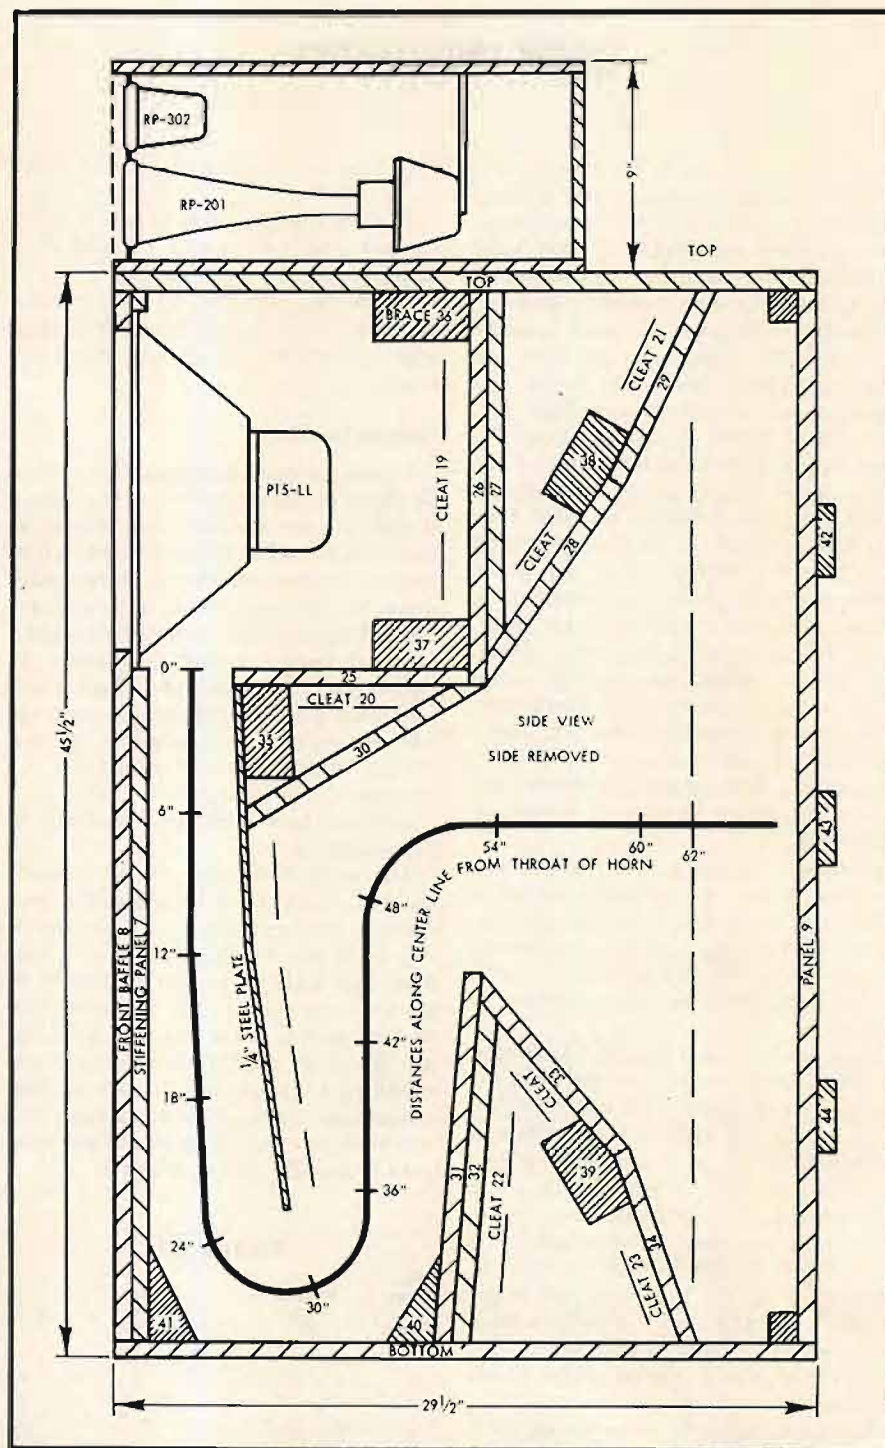 RP-302
RP-201
9"
TOP
TOP
BRACE 36
CLEAT 21
29
CLEAT 19
38
P15-LL
26
27
CLEAT
28
42
37
0"
25
CLEAT 20
35
30
SIDE VIEW
SIDE REMOVED
45½"
6"
54"
60"
62"
43
DISTANCES ALONG CENTER LINE FROM THROAT OF HORN
48"
FRONT BAFFLE 8
STIFFENING PANEL 7
12"
¼" STEEL PLATE
PANEL 9
42"
18"
33
CLEAT
44
31
32
CLEAT 22
39
36"
24"
34
CLEAT 23
30"
41
40
BOTTOM
29½"